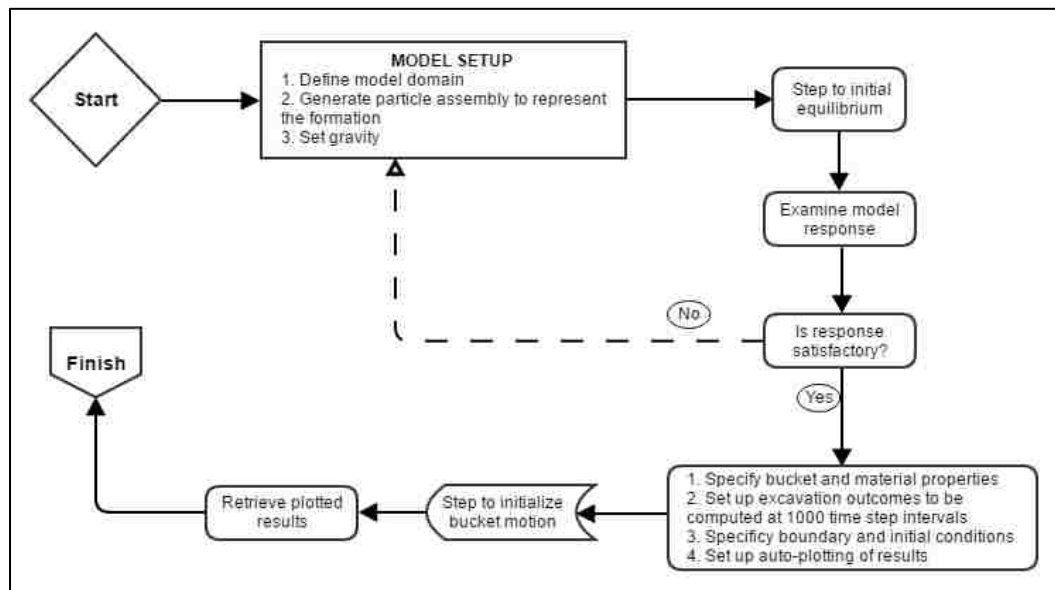 Start
MODEL SETUP
1. Define model domain
2. Generate particle assembly to represent
the formation
3. Set gravity
Step to initial
equilibrium
Examine model
response
Is response
satisfactory?
No
Yes
1. Specify bucket and material properties
2. Set up excavation outcomes to be
computed at 1000 time step intervals
3. Specificy boundary and initial conditions
4. Set up auto-plotting of results
Step to initialize
bucket motion
Retrieve plotted
results
Finish